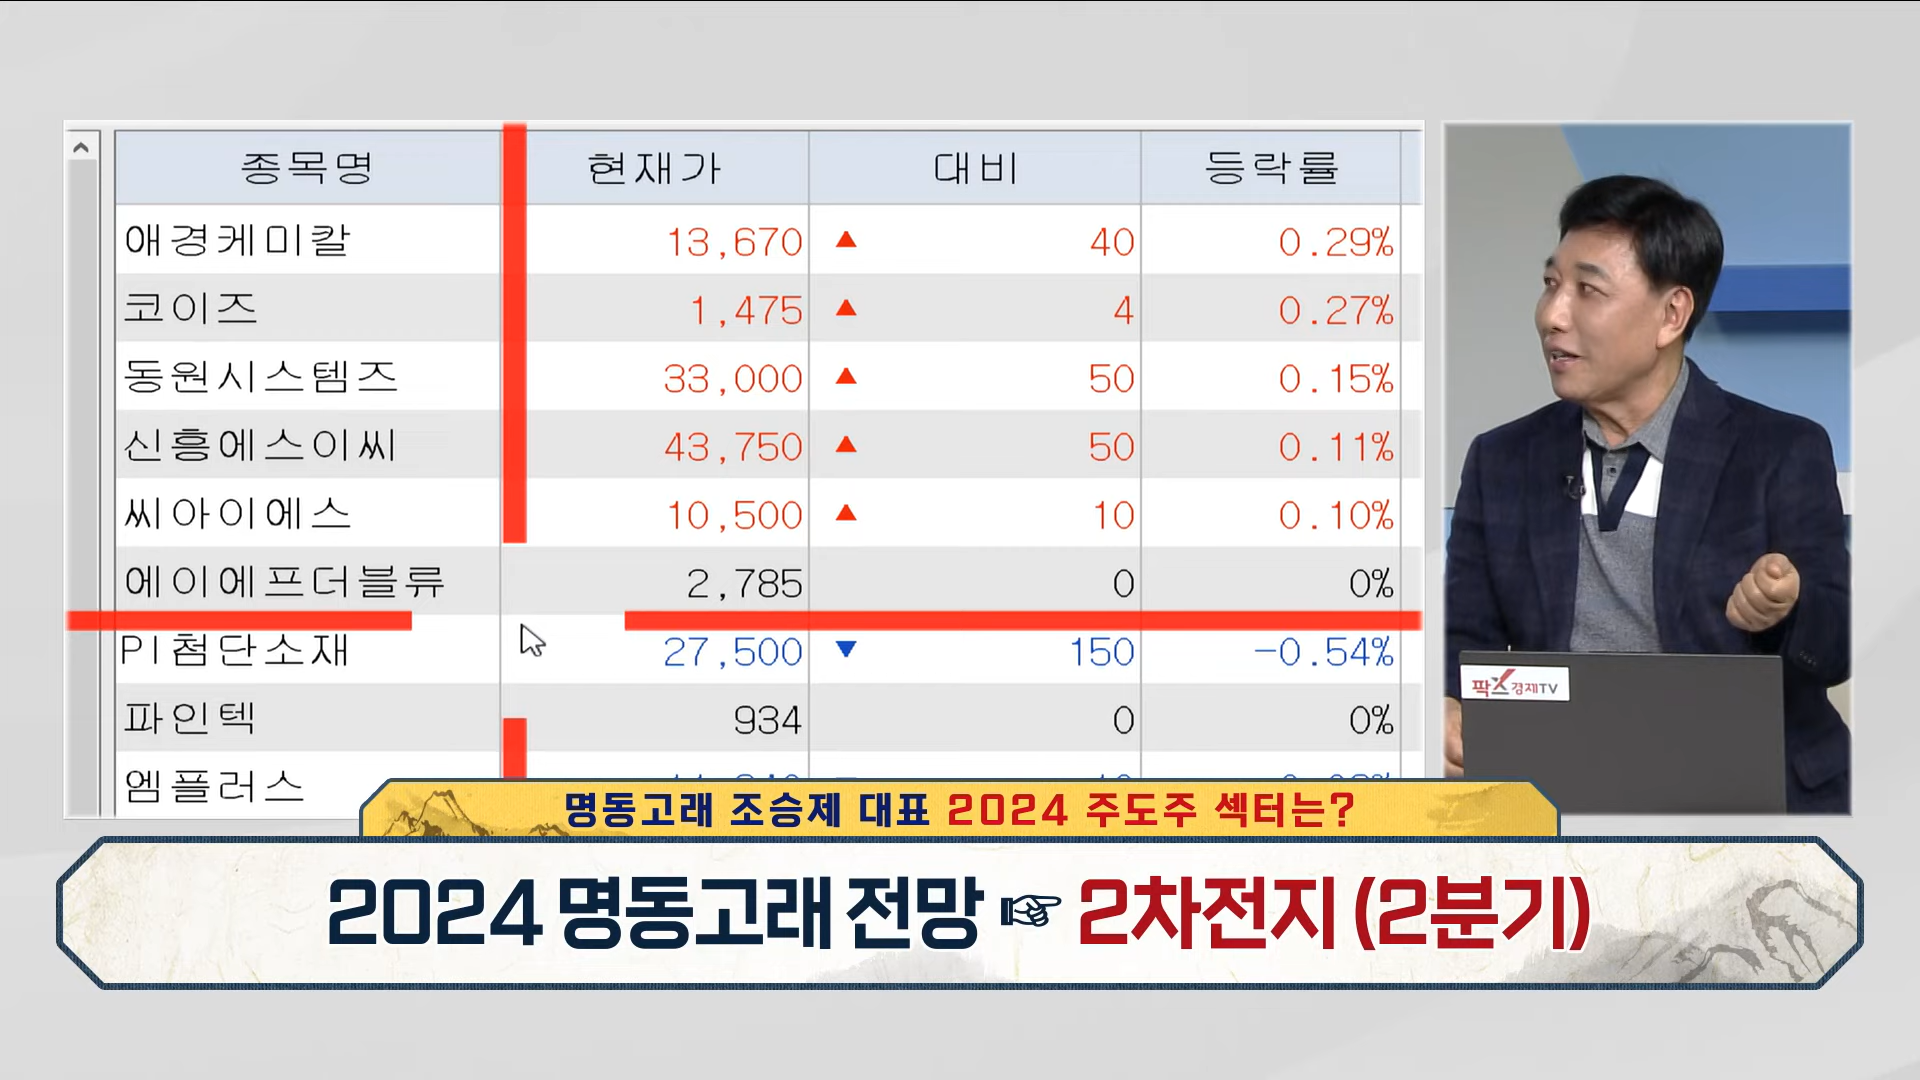 종목명 현재가 대비 등락률
애경케미칼 13,670 ▲ 40 0.29%
코이즈 1,475 ▲ 4 0.27%
동원시스템즈 33,000 ▲ 50 0.15%
신흥에스이씨 43,750 ▲ 50 0.11%
씨아이에스 10,500 ▲ 10 0.10%
에이에프더블류 2,785 0 0%
PI첨단소재 27,500 ▼ 150 -0.54%
파인텍 934 0 0%
엠플러스
팍스경제TV
명동고래 조승제 대표 2024 주도주 섹터는?
2024 명동고래 전망 ☞ 2차전지 (2분기)